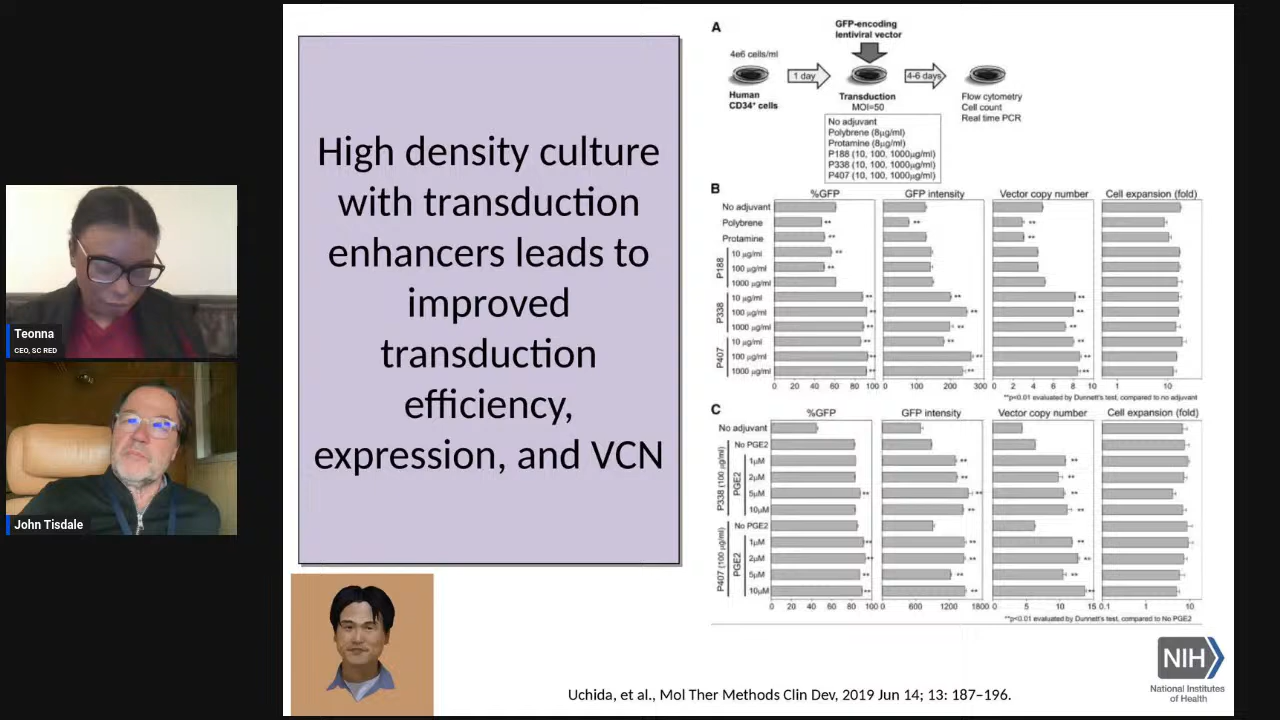 Teonna
CEO, SC RED
John Tisdale
High density culture
with transduction
enhancers leads to
improved
transduction
efficiency,
expression, and VCN
A
GFP-encoding
lentiviral vector
4e6 cells/ml
1 day
4-6 days
Human
CD34+ cells
Transduction
MOI=50
Flow cytometry
Cell count
Real time PCR
No adjuvant
Polybrene (8µg/ml)
Protamine (8µg/ml)
P188 (10, 100, 1000µg/ml)
P338 (10, 100, 1000µg/ml)
P407 (10, 100, 1000µg/ml)
B
%GFP GFP intensity Vector copy number Cell expansion (fold)
No adjuvant
Polybrene ** ** **
Protamine ** **
P188
10 µg/ml **
100 µg/ml **
1000 µg/ml
P338
10 µg/ml ** ** **
100 µg/ml ** ** **
1000 µg/ml ** ** **
P407
10 µg/ml ** ** **
100 µg/ml ** ** **
1000 µg/ml ** ** **
0 20 40 60 80 100 0 100 200 300 0 2 4 6 8 10 1 10
**p<0.01 evaluated by Dunnett's test, compared to no adjuvant
C
%GFP GFP intensity Vector copy number Cell expansion (fold)
No adjuvant
P338 (100 µg/ml)
No PGE2
PGE2
1µM ** **
2µM ** **
5µM ** ** **
10µM ** **
P407 (100 µg/ml)
No PGE2
PGE2
1µM ** ** **
2µM ** ** **
5µM ** **
10µM ** ** **
0 20 40 60 80 100 0 600 1200 1800 0 5 10 15 0.1 1 10
**p<0.01 evaluated by Dunnett's test, compared to No PGE2
Uchida, et al., Mol Ther Methods Clin Dev, 2019 Jun 14; 13: 187–196.
NIH
National Institutes
of Health